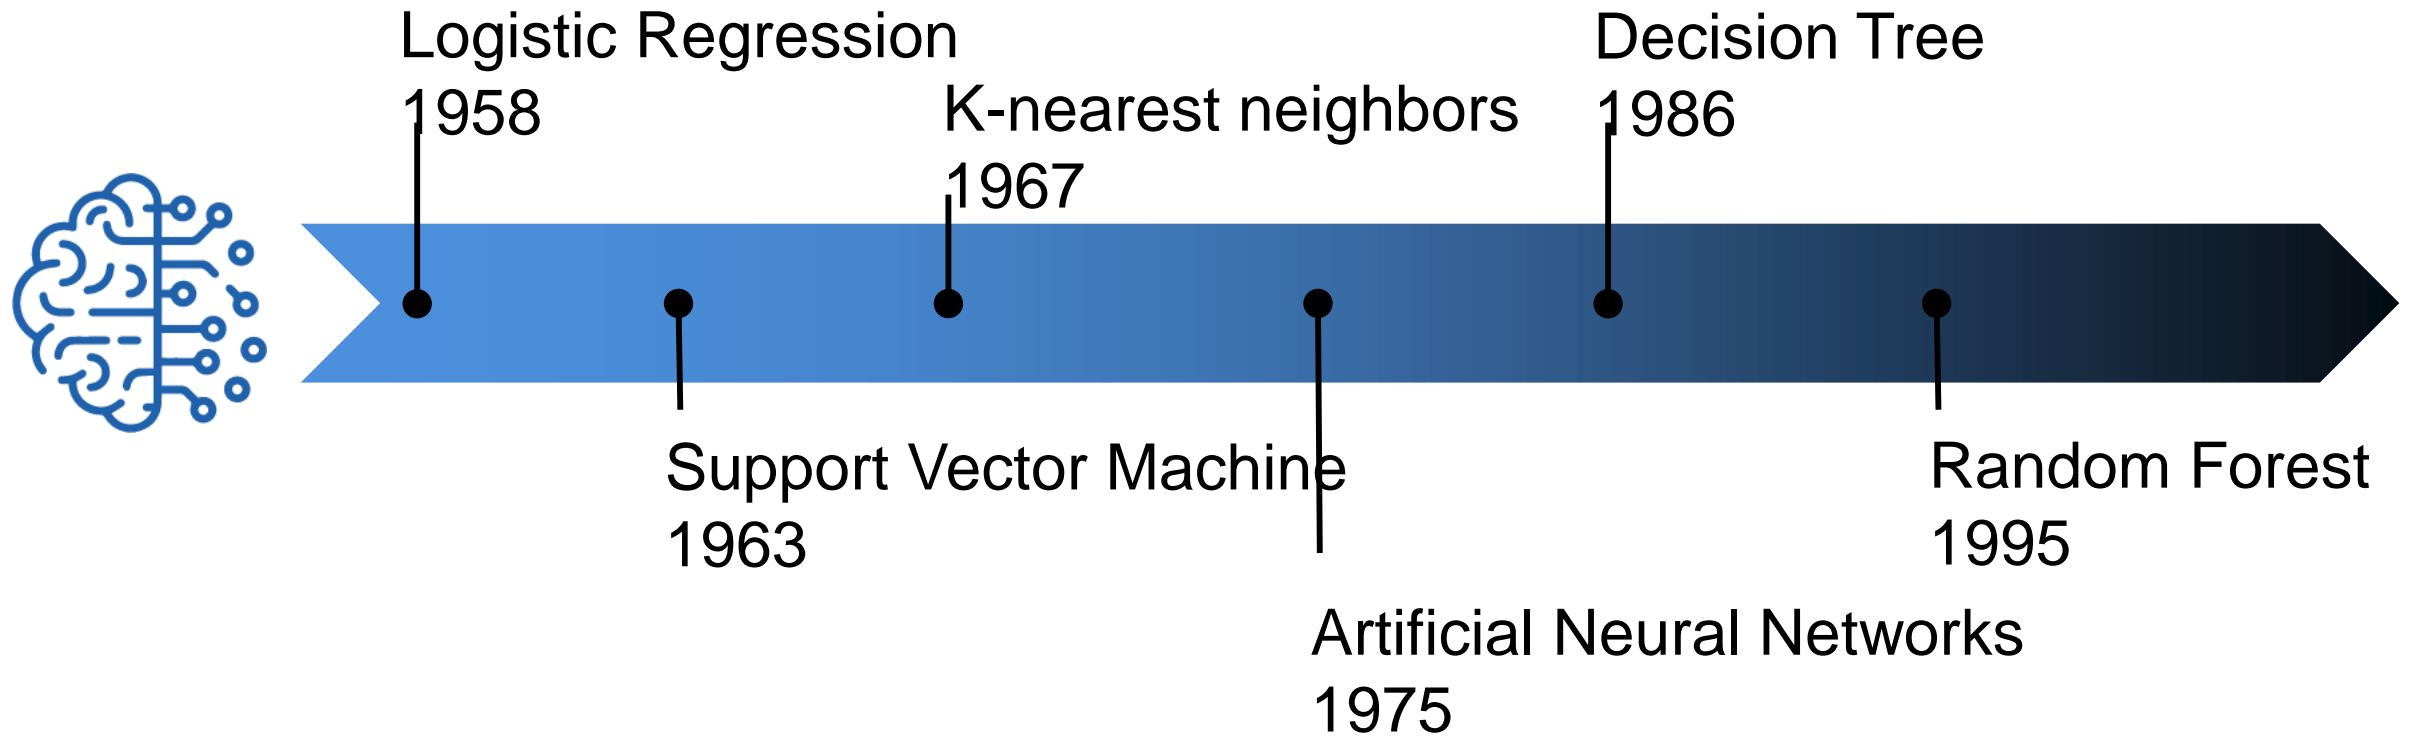 Logistic Regression
1958
Support Vector Machine
1963
K-nearest neighbors
1967
Artificial Neural Networks
1975
Decision Tree
1986
Random Forest
1995